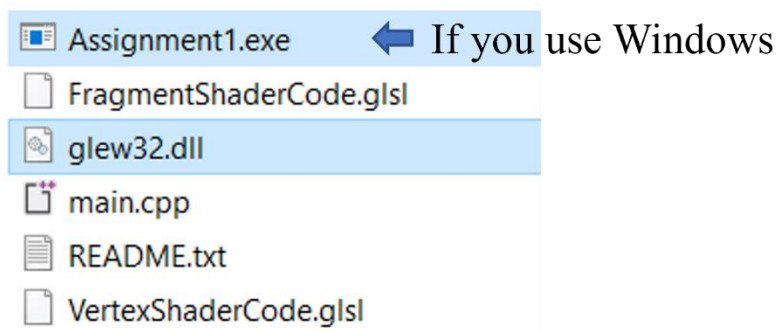 Assignment1.exe If you use Windows
FragmentShaderCode.glsl
glew32.dll
main.cpp
README.txt
VertexShaderCode.glsl